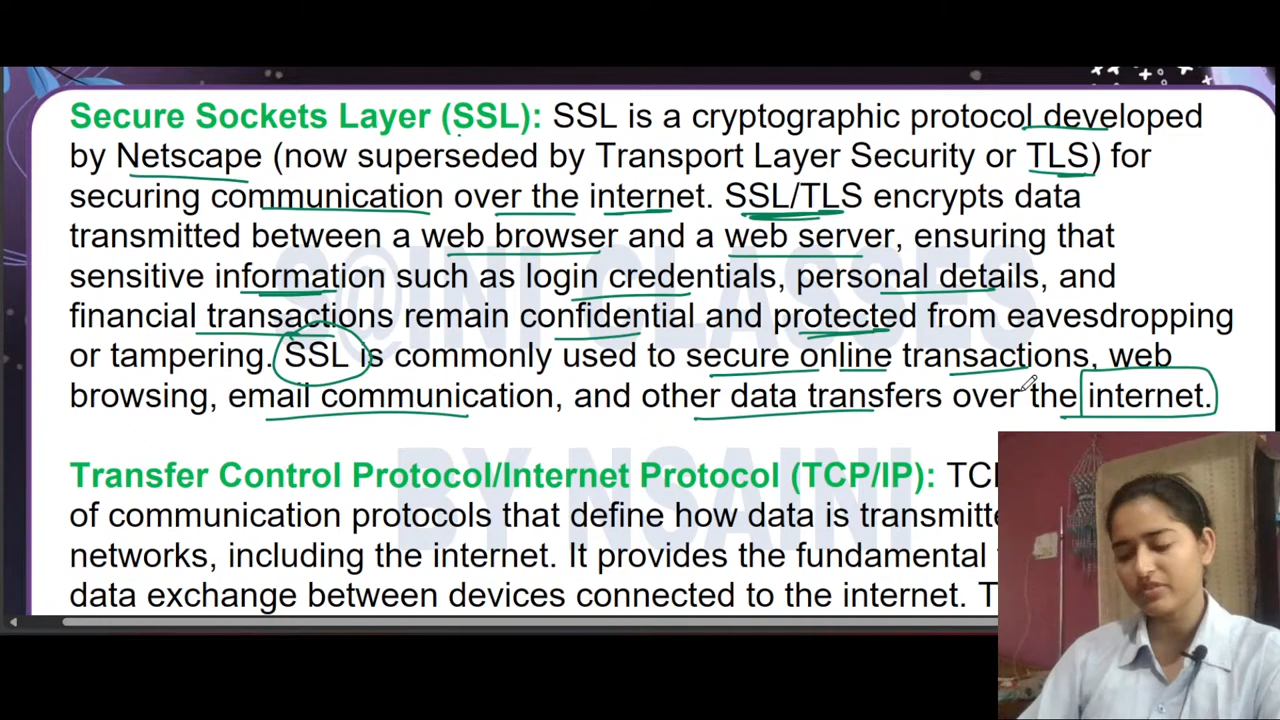 Secure Sockets Layer (SSL): SSL is a cryptographic protocol developed
by Netscape (now superseded by Transport Layer Security or TLS) for
securing communication over the internet. SSL/TLS encrypts data
transmitted between a web browser and a web server, ensuring that
sensitive information such as login credentials, personal details, and
financial transactions remain confidential and protected from eavesdropping
or tampering. SSL is commonly used to secure online transactions, web
browsing, email communication, and other data transfers over the internet.
Transfer Control Protocol/Internet Protocol (TCP/IP):
of communication protocols that define how data is
networks, including the internet. It provides the fundamental
data exchange between devices connected to the internet.
CLASSES
BY NSAINI